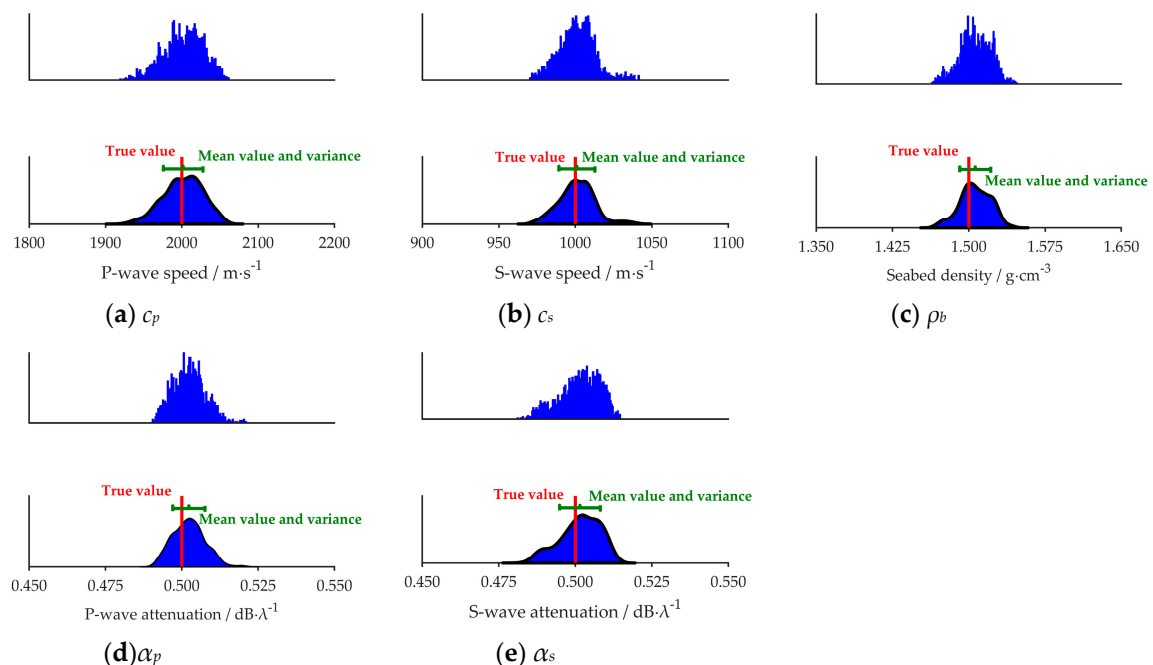 True value
Mean value and variance
1800 1900 2000 2100 2200
P-wave speed / m·s⁻¹
(a) cₚ
True value
Mean value and variance
900 950 1000 1050 1100
S-wave speed / m·s⁻¹
(b) cₛ
True value
Mean value and variance
1.350 1.425 1.500 1.575 1.650
Seabed density / g·cm⁻³
(c) ρb
True value
Mean value and variance
0.450 0.475 0.500 0.525 0.550
P-wave attenuation / dB·λ⁻¹
(d)αₚ
True value
Mean value and variance
0.450 0.475 0.500 0.525 0.550
S-wave attenuation / dB·λ⁻¹
(e) αₛ